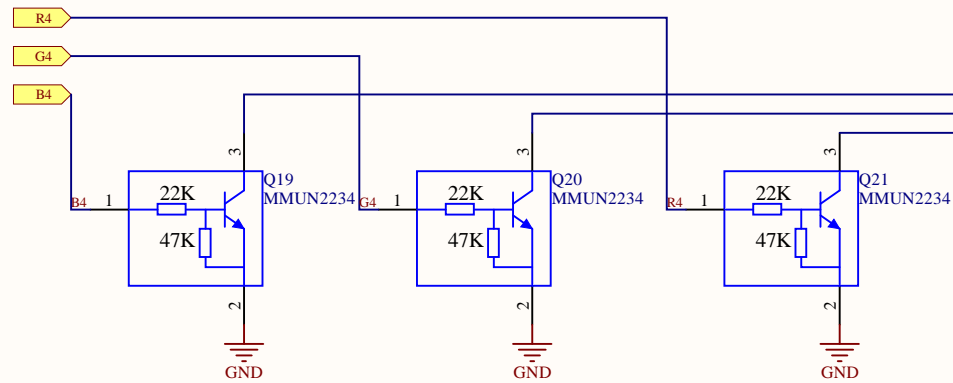 R4
G4
B4
3
3
3
Q19
MMUN2234
Q20
MMUN2234
Q21
MMUN2234
22K
22K
22K
B4
1
G4
1
R4
1
47K
47K
47K
2
2
2
GND
GND
GND